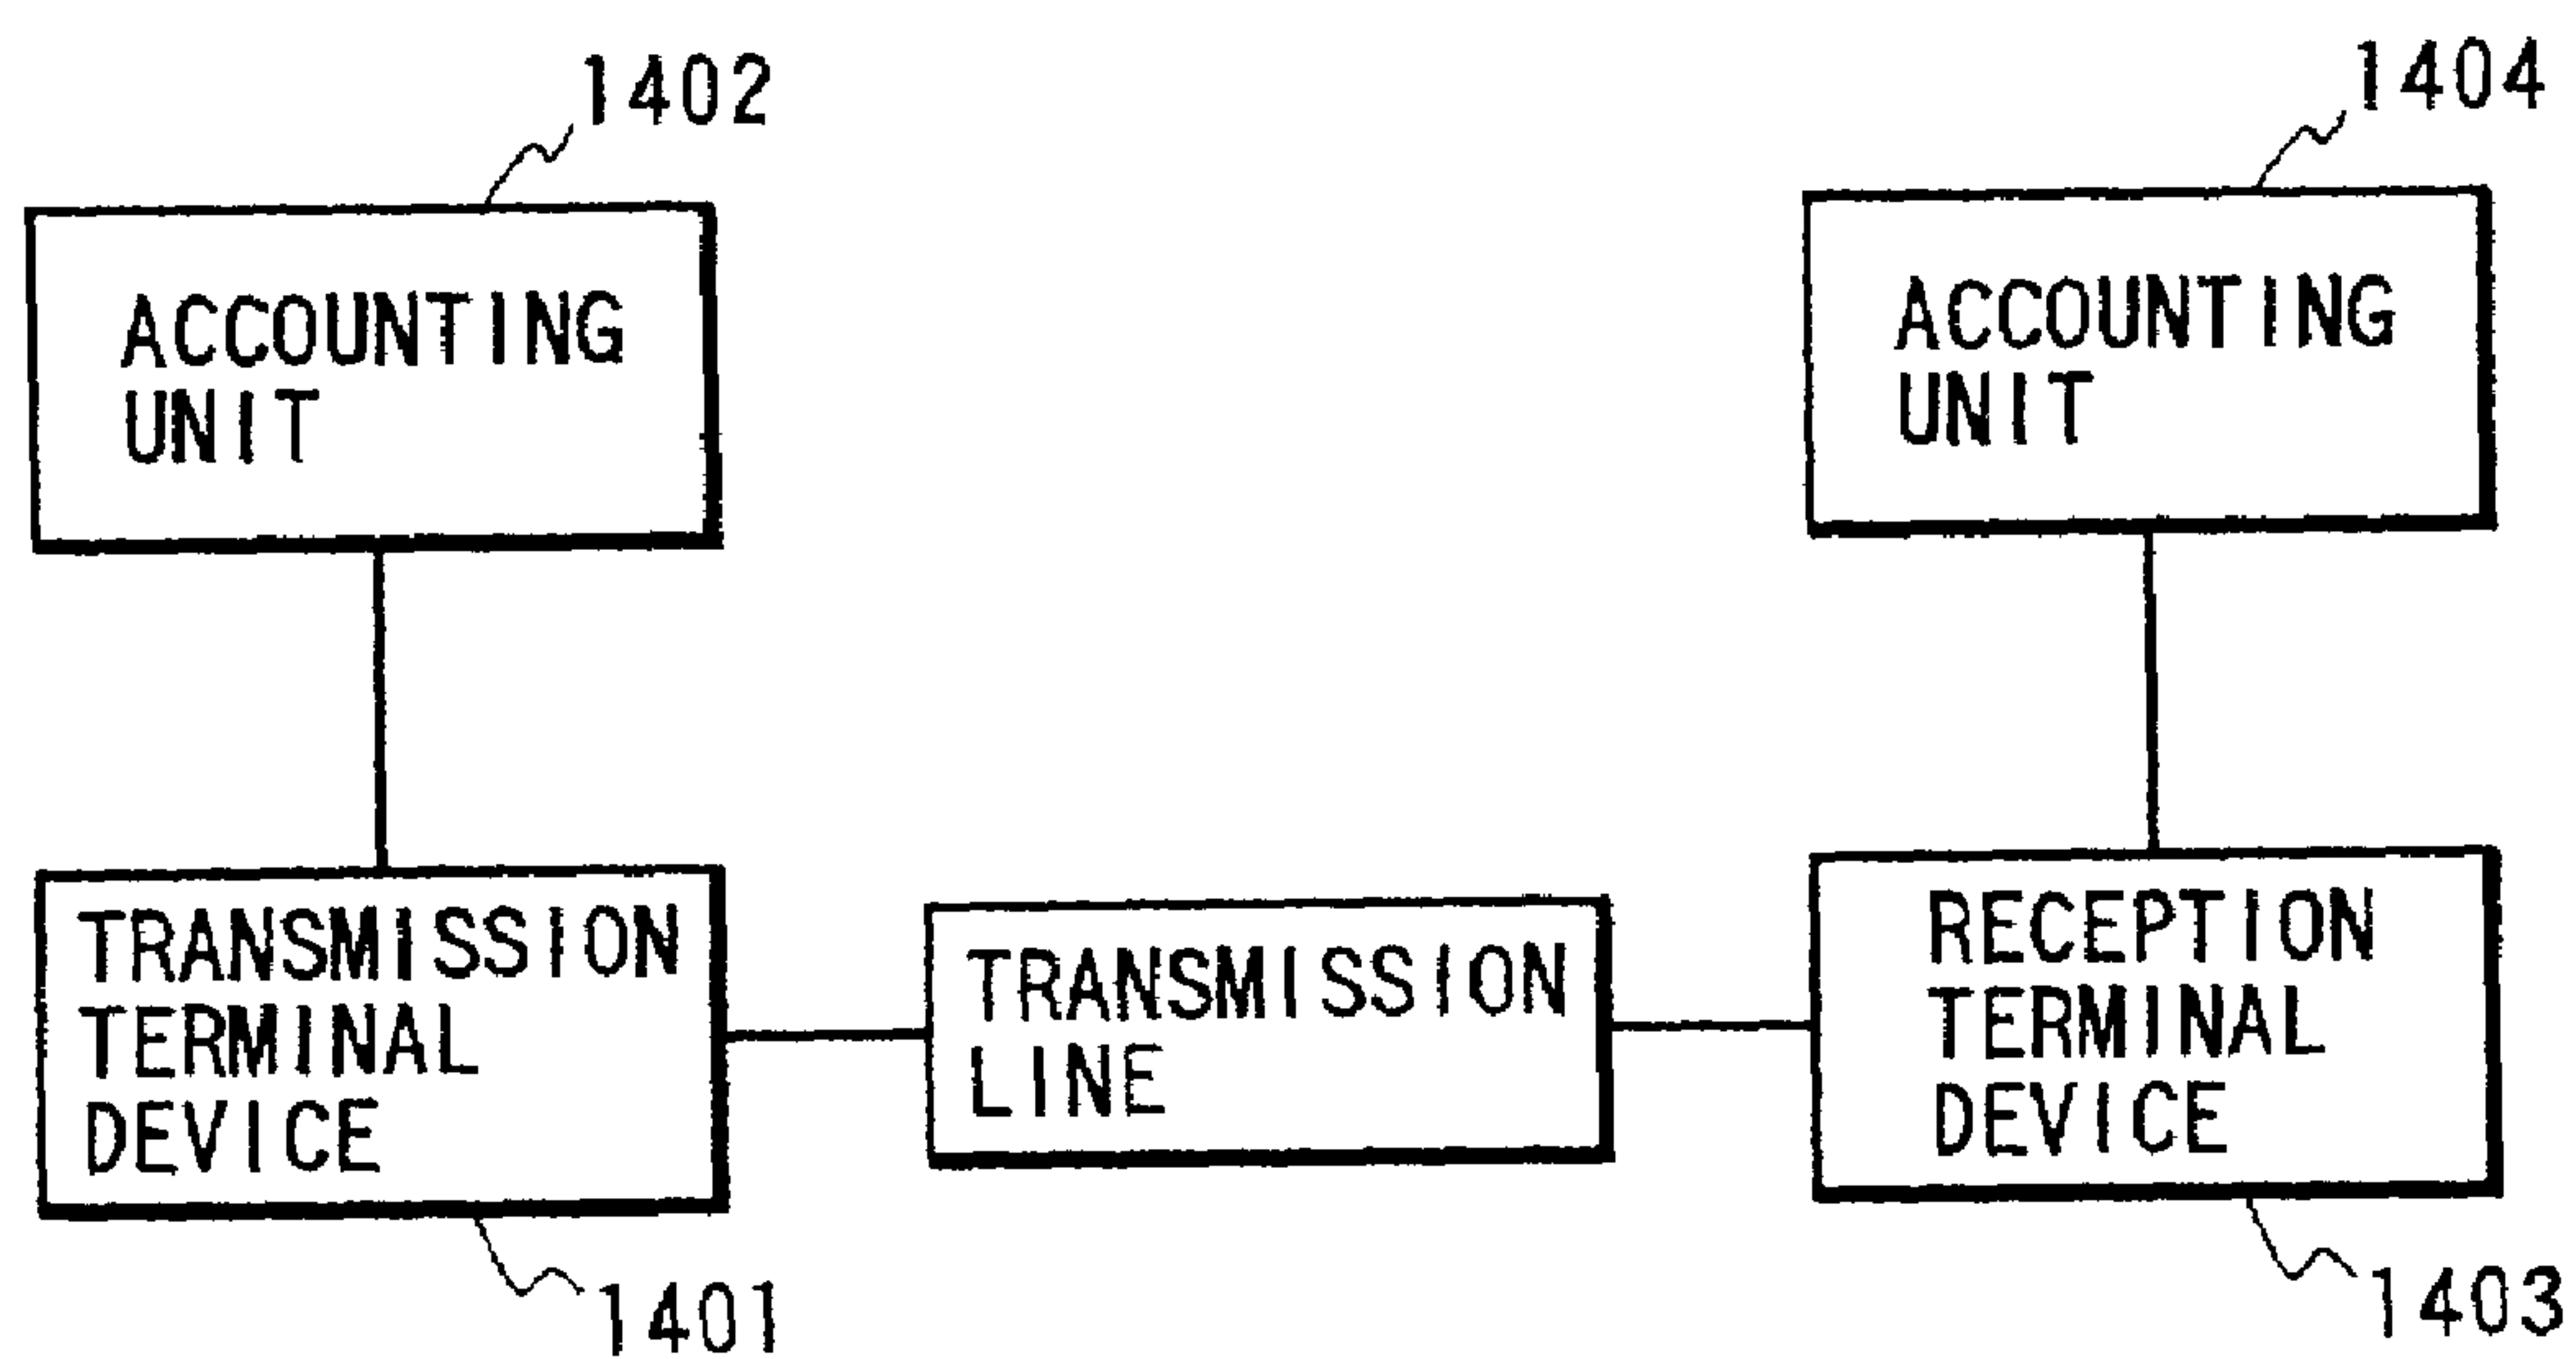 1402
1404
ACCOUNTING
UNIT
ACCOUNTING
UNIT
TRANSMISSION
TERMINAL
DEVICE
TRANSMISSION
LINE
RECEPTION
TERMINAL
DEVICE
1401
1403